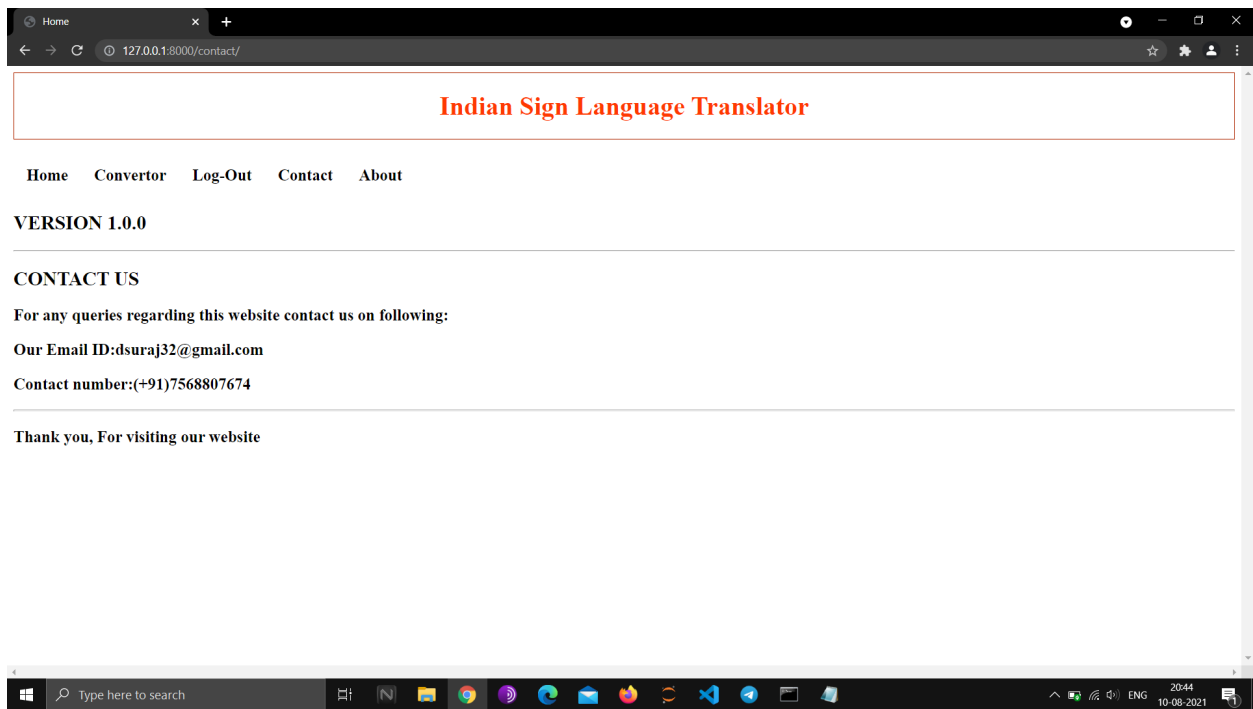 Home
127.0.0.1:8000/contact/
Indian Sign Language Translator
Home Convertor Log-Out Contact About
VERSION 1.0.0
CONTACT US
For any queries regarding this website contact us on following:
Our Email ID:dsuraj32@gmail.com
Contact number:(+91)7568807674
Thank you, For visiting our website
Type here to search
N
ENG
20:44
10-08-2021
1